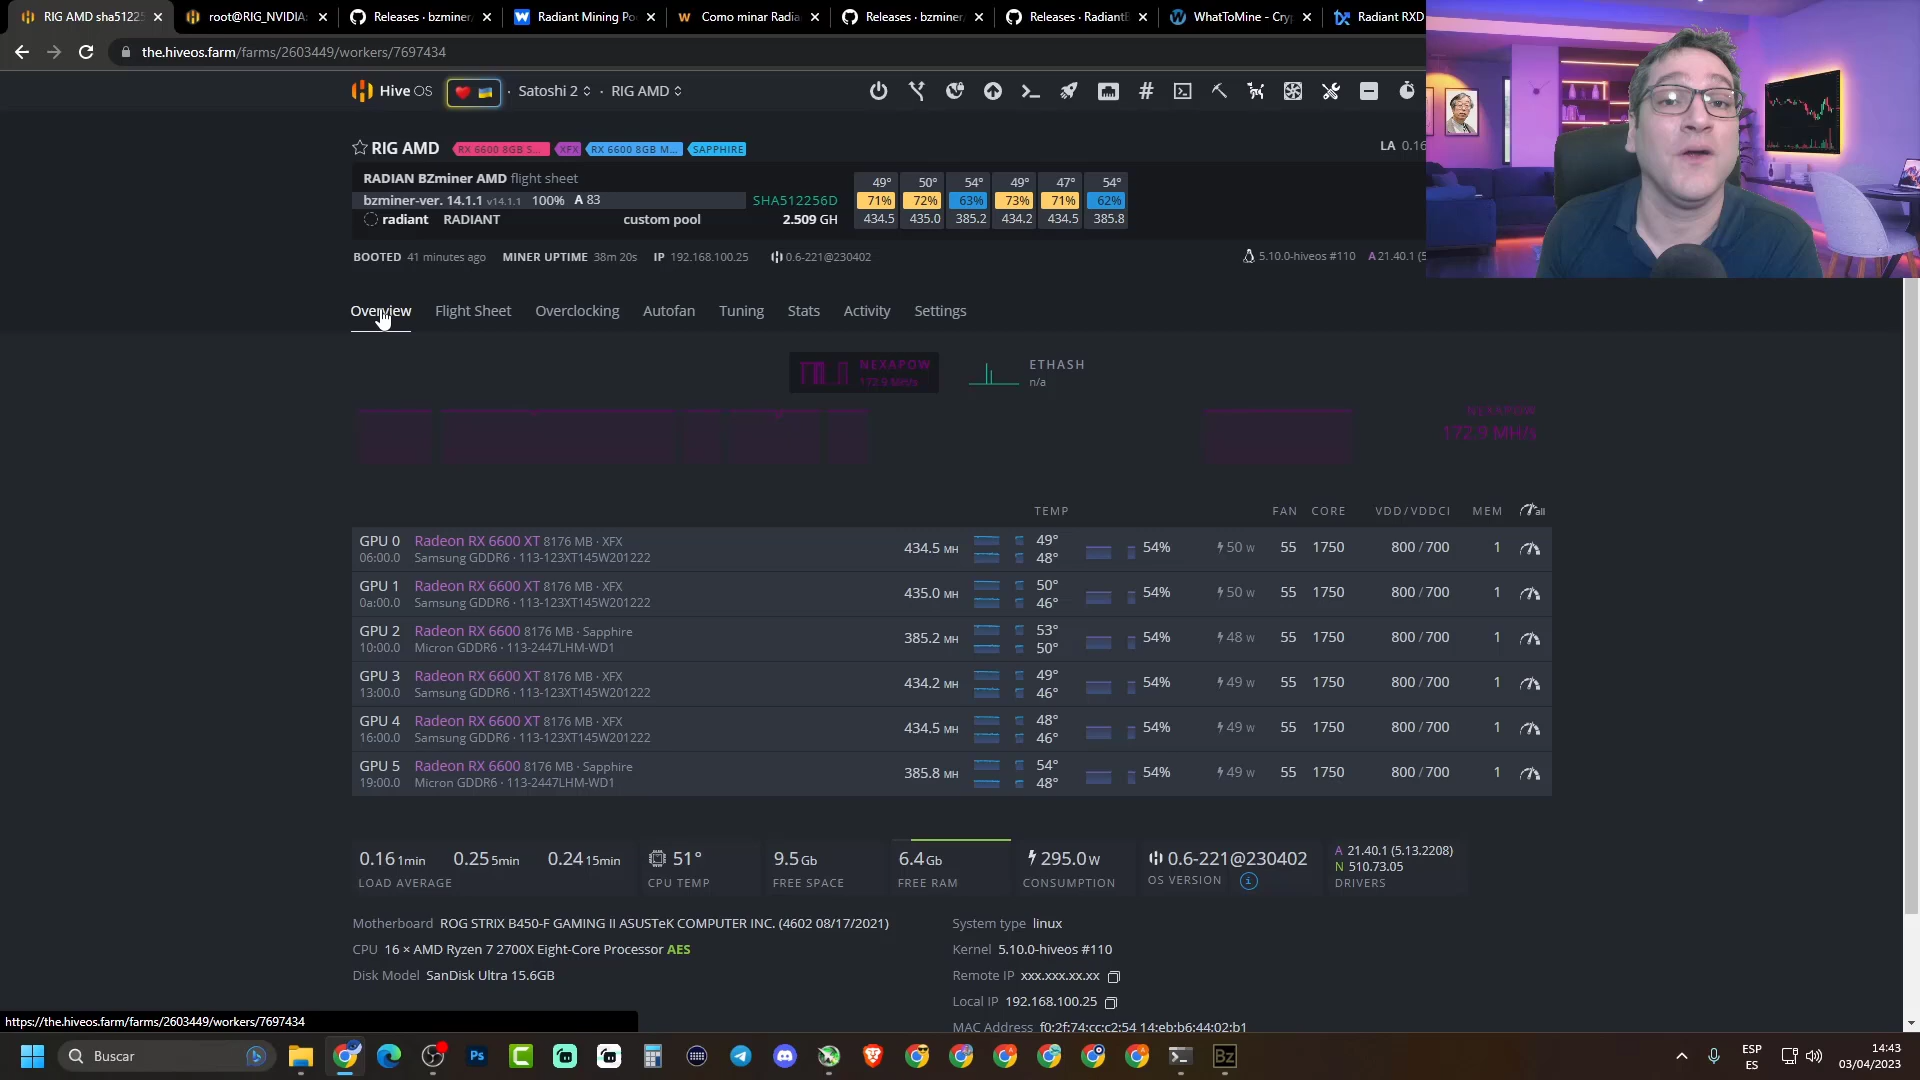 RIG AMD sha51225
root@RIG_NVIDIA:
Releases · bzminer
Radiant Mining Po
Como minar Radia
Releases · bzminer
Releases · RadiantB
WhatToMine - Cry
Radiant RXD
the.hiveos.farm/farms/2603449/workers/7697434
Hive OS · Satoshi 2 · RIG AMD
RIG AMD RX 6600 8GB S... XFX RX 6600 8GB M... SAPPHIRE
LA 0.16
RADIAN BZminer AMD flight sheet
49° 50° 54° 49° 47° 54°
bzminer-ver. 14.1.1 v14.1.1 100% A 83 SHA512256D 71% 72% 63% 73% 71% 62%
radiant RADIANT custom pool 2.509 GH 434.5 435.0 385.2 434.2 434.5 385.8
BOOTED 41 minutes ago MINER UPTIME 38m 20s IP 192.168.100.25 0.6-221@230402 5.10.0-hiveos #110 A 21.40.1 (5
Overview Flight Sheet Overclocking Autofan Tuning Stats Activity Settings
NEXAPOW
172.9 MH/s
ETHASH
n/a
NEXAPOW
172.9 MH/s
TEMP FAN CORE VDD/VDDCI MEM all
GPU 0 Radeon RX 6600 XT 8176 MB · XFX 434.5 MH 49° 54% 50 W 55 1750 800 / 700 1
06:00.0 Samsung GDDR6 · 113-123XT145W201222 48°
GPU 1 Radeon RX 6600 XT 8176 MB · XFX 435.0 MH 50° 54% 50 W 55 1750 800 / 700 1
0a:00.0 Samsung GDDR6 · 113-123XT145W201222 46°
GPU 2 Radeon RX 6600 8176 MB · Sapphire 385.2 MH 53° 54% 48 W 55 1750 800 / 700 1
10:00.0 Micron GDDR6 · 113-2447LHM-WD1 50°
GPU 3 Radeon RX 6600 XT 8176 MB · XFX 434.2 MH 49° 54% 49 W 55 1750 800 / 700 1
13:00.0 Samsung GDDR6 · 113-123XT145W201222 46°
GPU 4 Radeon RX 6600 XT 8176 MB · XFX 434.5 MH 48° 54% 49 W 55 1750 800 / 700 1
16:00.0 Samsung GDDR6 · 113-123XT145W201222 46°
GPU 5 Radeon RX 6600 8176 MB · Sapphire 385.8 MH 54° 54% 49 W 55 1750 800 / 700 1
19:00.0 Micron GDDR6 · 113-2447LHM-WD1 48°
0.16 1min 0.25 5min 0.24 15min
LOAD AVERAGE
51°
CPU TEMP
9.5 Gb
FREE SPACE
6.4 Gb
FREE RAM
295.0 W
CONSUMPTION
0.6-221@230402
OS VERSION
A 21.40.1 (5.13.2208)
N 510.73.05
DRIVERS
Motherboard ROG STRIX B450-F GAMING II ASUSTeK COMPUTER INC. (4602 08/17/2021)
CPU 16 × AMD Ryzen 7 2700X Eight-Core Processor AES
Disk Model SanDisk Ultra 15.6GB
System type linux
Kernel 5.10.0-hiveos #110
Remote IP xxx.xxx.xx.xx
Local IP 192.168.100.25
MAC Address f0:2f:74:cc:c2:54 14:eb:b6:44:02:b1
https://the.hiveos.farm/farms/2603449/workers/7697434
Buscar
Ps
Bz
ESP
ES
14:43
03/04/2023